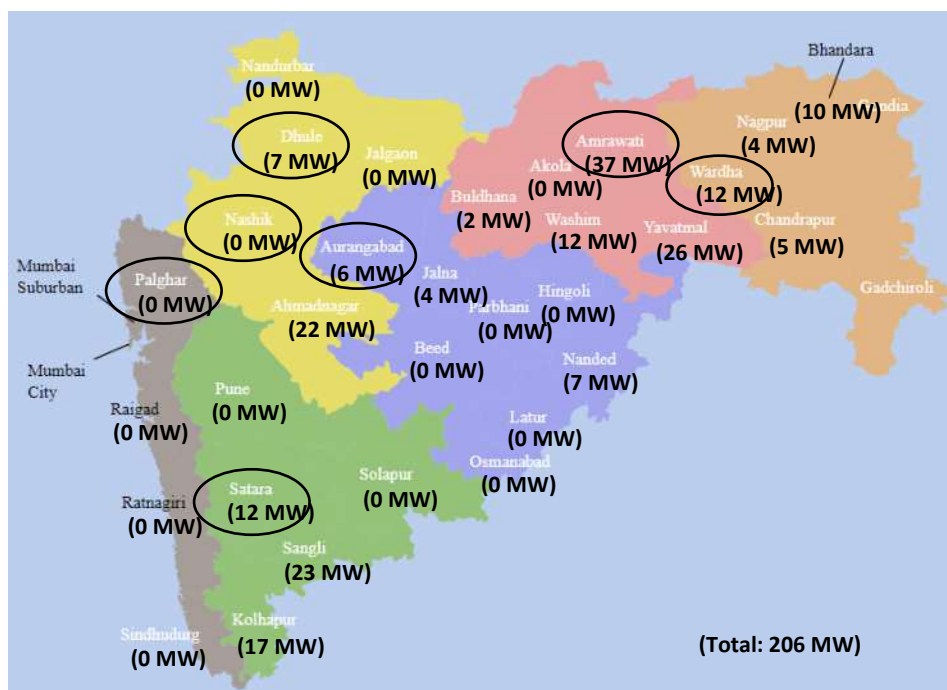 Bhandara
Nandurbar
(0 MW)
(10 MW)
Gondia
Dhule
(7 MW)
Jalgaon
(0 MW)
Amrawati
(37 MW)
Nagpur
(4 MW)
Akola
(0 MW)
Wardha
(12 MW)
Buldhana
(2 MW)
Nashik
(0 MW)
Washim
(12 MW)
Yavatmal
(26 MW)
Chandrapur
(5 MW)
Aurangabad
(6 MW)
Mumbai
Suburban
Palghar
(0 MW)
Jalna
(4 MW)
Hingoli
(0 MW)
Parbhani
(0 MW)
Gadchiroli
Ahmadnagar
(22 MW)
Beed
(0 MW)
Nanded
(7 MW)
Mumbai
City
Pune
(0 MW)
Raigad
(0 MW)
Latur
(0 MW)
Osmanabad
(0 MW)
Solapur
(0 MW)
Satara
(12 MW)
Ratnagiri
(0 MW)
Sangli
(23 MW)
Kolhapur
(17 MW)
Sindhudurg
(0 MW)
(Total: 206 MW)